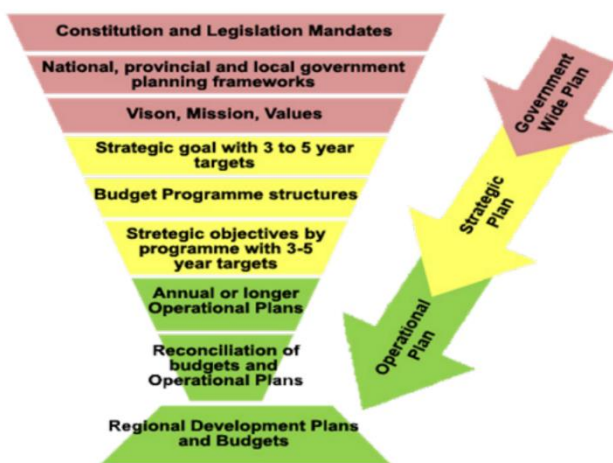 Constitution and Legislation Mandates
National, provincial and local government
planning frameworks
Vison, Mission, Values
Strategic goal with 3 to 5 year
targets
Budget Programme structures
Stretegic objectives by
programme with 3-5
year targets
Annual or longer
Operational Plans
Reconciliation of
budgets and
Operational Plans
Regional Development Plans
and Budgets
Government
Wide Plan
Strategic
Plan
Operational
Plan